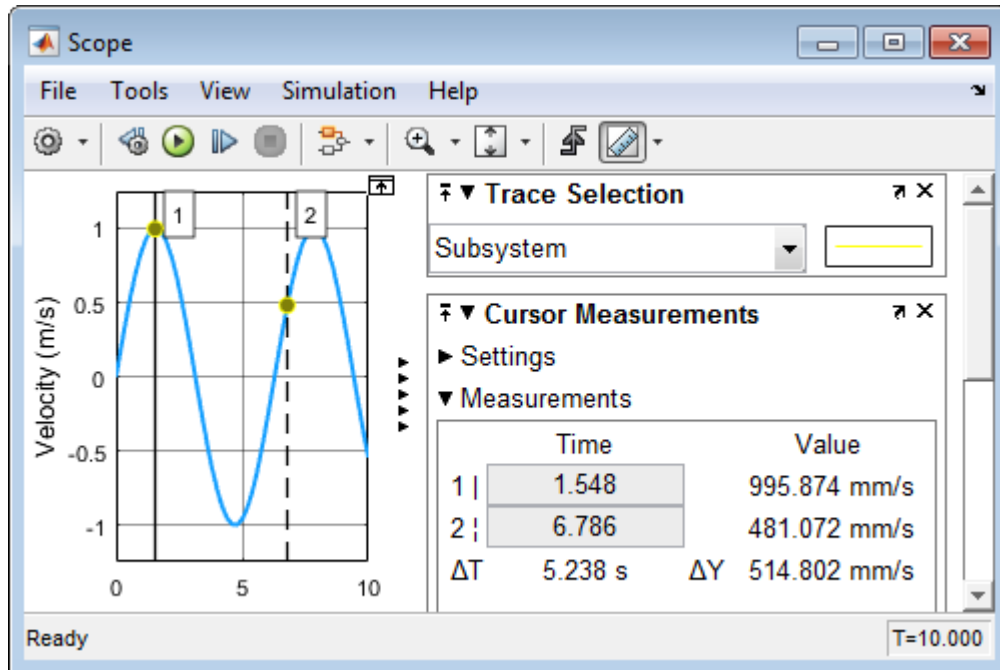 Scope
File Tools View Simulation Help
1 2
1
0.5
0
-0.5
-1
Velocity (m/s)
0 5 10
Trace Selection
Subsystem
Cursor Measurements
Settings
Measurements
Time Value
1 | 1.548 995.874 mm/s
2 ¦ 6.786 481.072 mm/s
ΔT 5.238 s ΔY 514.802 mm/s
Ready T=10.000